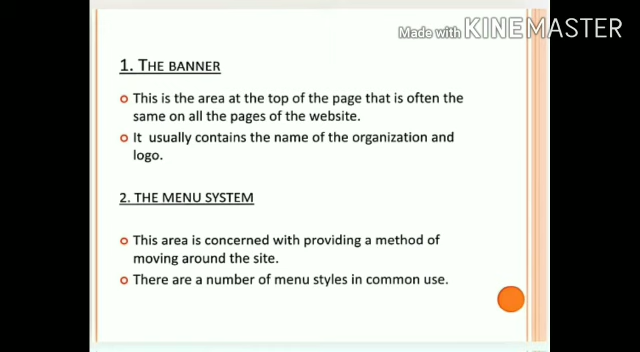 Made with KINEMASTER
1. THE BANNER
This is the area at the top of the page that is often the
same on all the pages of the website.
It usually contains the name of the organization and
logo.
2. THE MENU SYSTEM
This area is concerned with providing a method of
moving around the site.
There are a number of menu styles in common use.